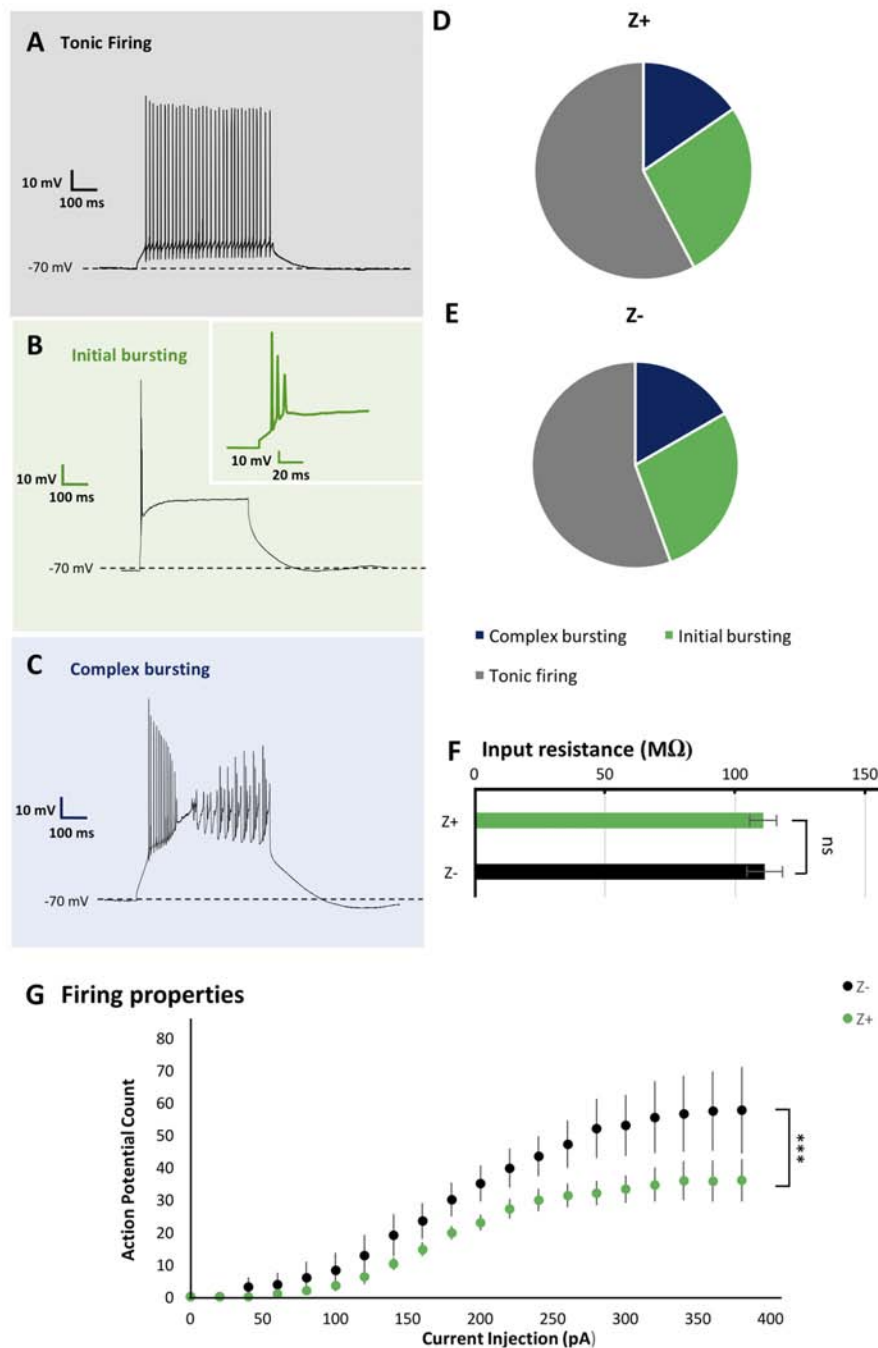 A Tonic Firing
10 mV
100 ms
-70 mV
B Initial bursting
10 mV
20 ms
10 mV
100 ms
-70 mV
C Complex bursting
10 mV
100 ms
-70 mV
D
Z+
E
Z-
Complex bursting Initial bursting
Tonic firing
F Input resistance (MΩ)
0 50 100 150
Z+
Z-
ns
G Firing properties
Z-
Z+
Action Potential Count
80
70
60
50
40
30
20
10
0
***
0 50 100 150 200 250 300 350 400
Current Injection (pA)